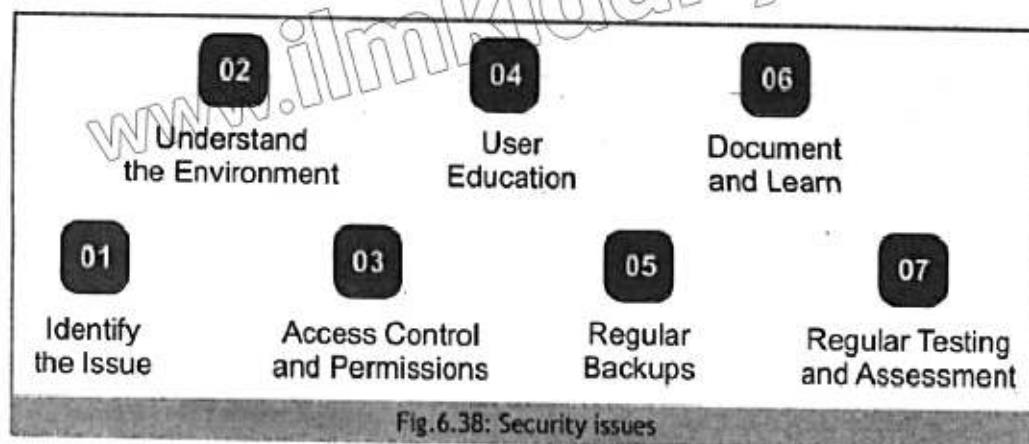 02
04
06
Understand
the Environment
User
Education
Document
and Learn
01
03
05
07
Identify
the Issue
Access Control
and Permissions
Regular
Backups
Regular Testing
and Assessment
Fig.6.38: Security issues